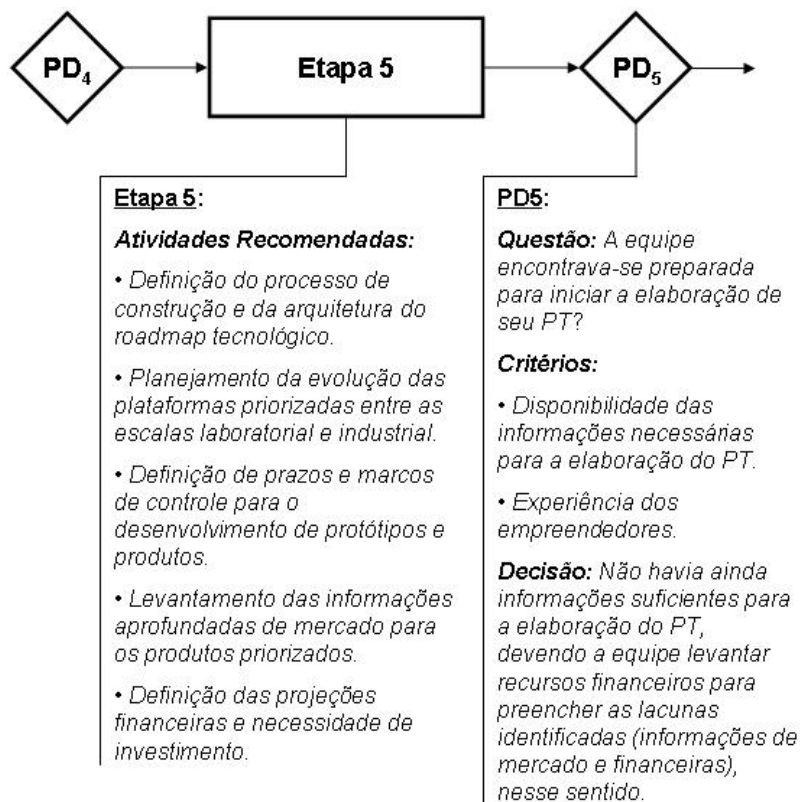 PD4
Etapa 5
PD5
Etapa 5:
Atividades Recomendadas:
• Definição do processo de
construção e da arquitetura do
roadmap tecnológico.
• Planejamento da evolução das
plataformas priorizadas entre as
escalas laboratorial e industrial.
• Definição de prazos e marcos
de controle para o
desenvolvimento de protótipos e
produtos.
• Levantamento das informações
aprofundadas de mercado para
os produtos priorizados.
• Definição das projeções
financeiras e necessidade de
investimento.
PD5:
Questão: A equipe
encontrava-se preparada
para iniciar a elaboração de
seu PT?
Critérios:
• Disponibilidade das
informações necessárias
para a elaboração do PT.
• Experiência dos
empreendedores.
Decisão: Não havia ainda
informações suficientes para
a elaboração do PT,
devendo a equipe levantar
recursos financeiros para
preencher as lacunas
identificadas (informações de
mercado e financeiras),
nesse sentido.